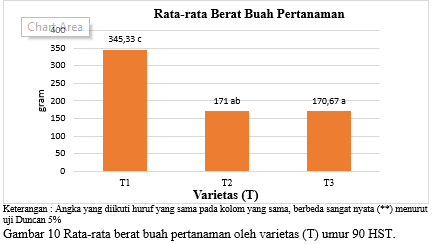 Rata-rata Berat Buah Pertanaman
Chart Area
gram
400
350
300
250
200
150
100
50
0
345,33 c
171 ab
170,67 a
T1
T2
T3
Varietas (T)
Keterangan : Angka yang diikuti huruf yang sama pada kolom yang sama, berbeda sangat nyata (**) menurut
uji Duncan 5%
Gambar 10 Rata-rata berat buah pertanaman oleh varietas (T) umur 90 HST.